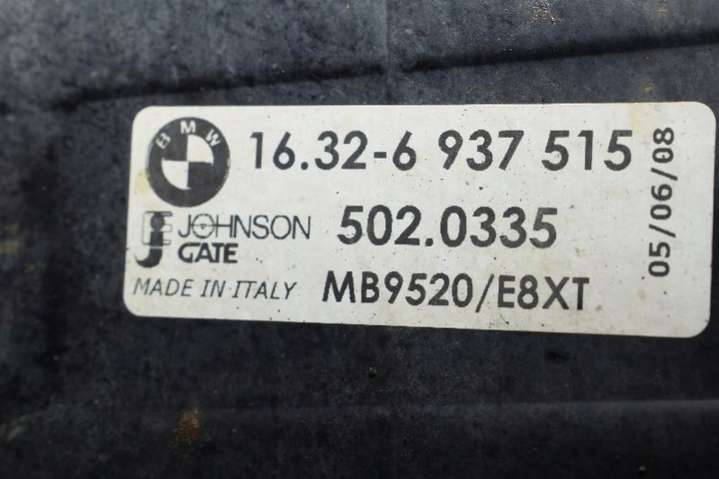 BMW
16.32-6 937 515
JOHNSON
GATE
502.0335
MADE IN ITALY
MB9520/E8XT
05/06/08